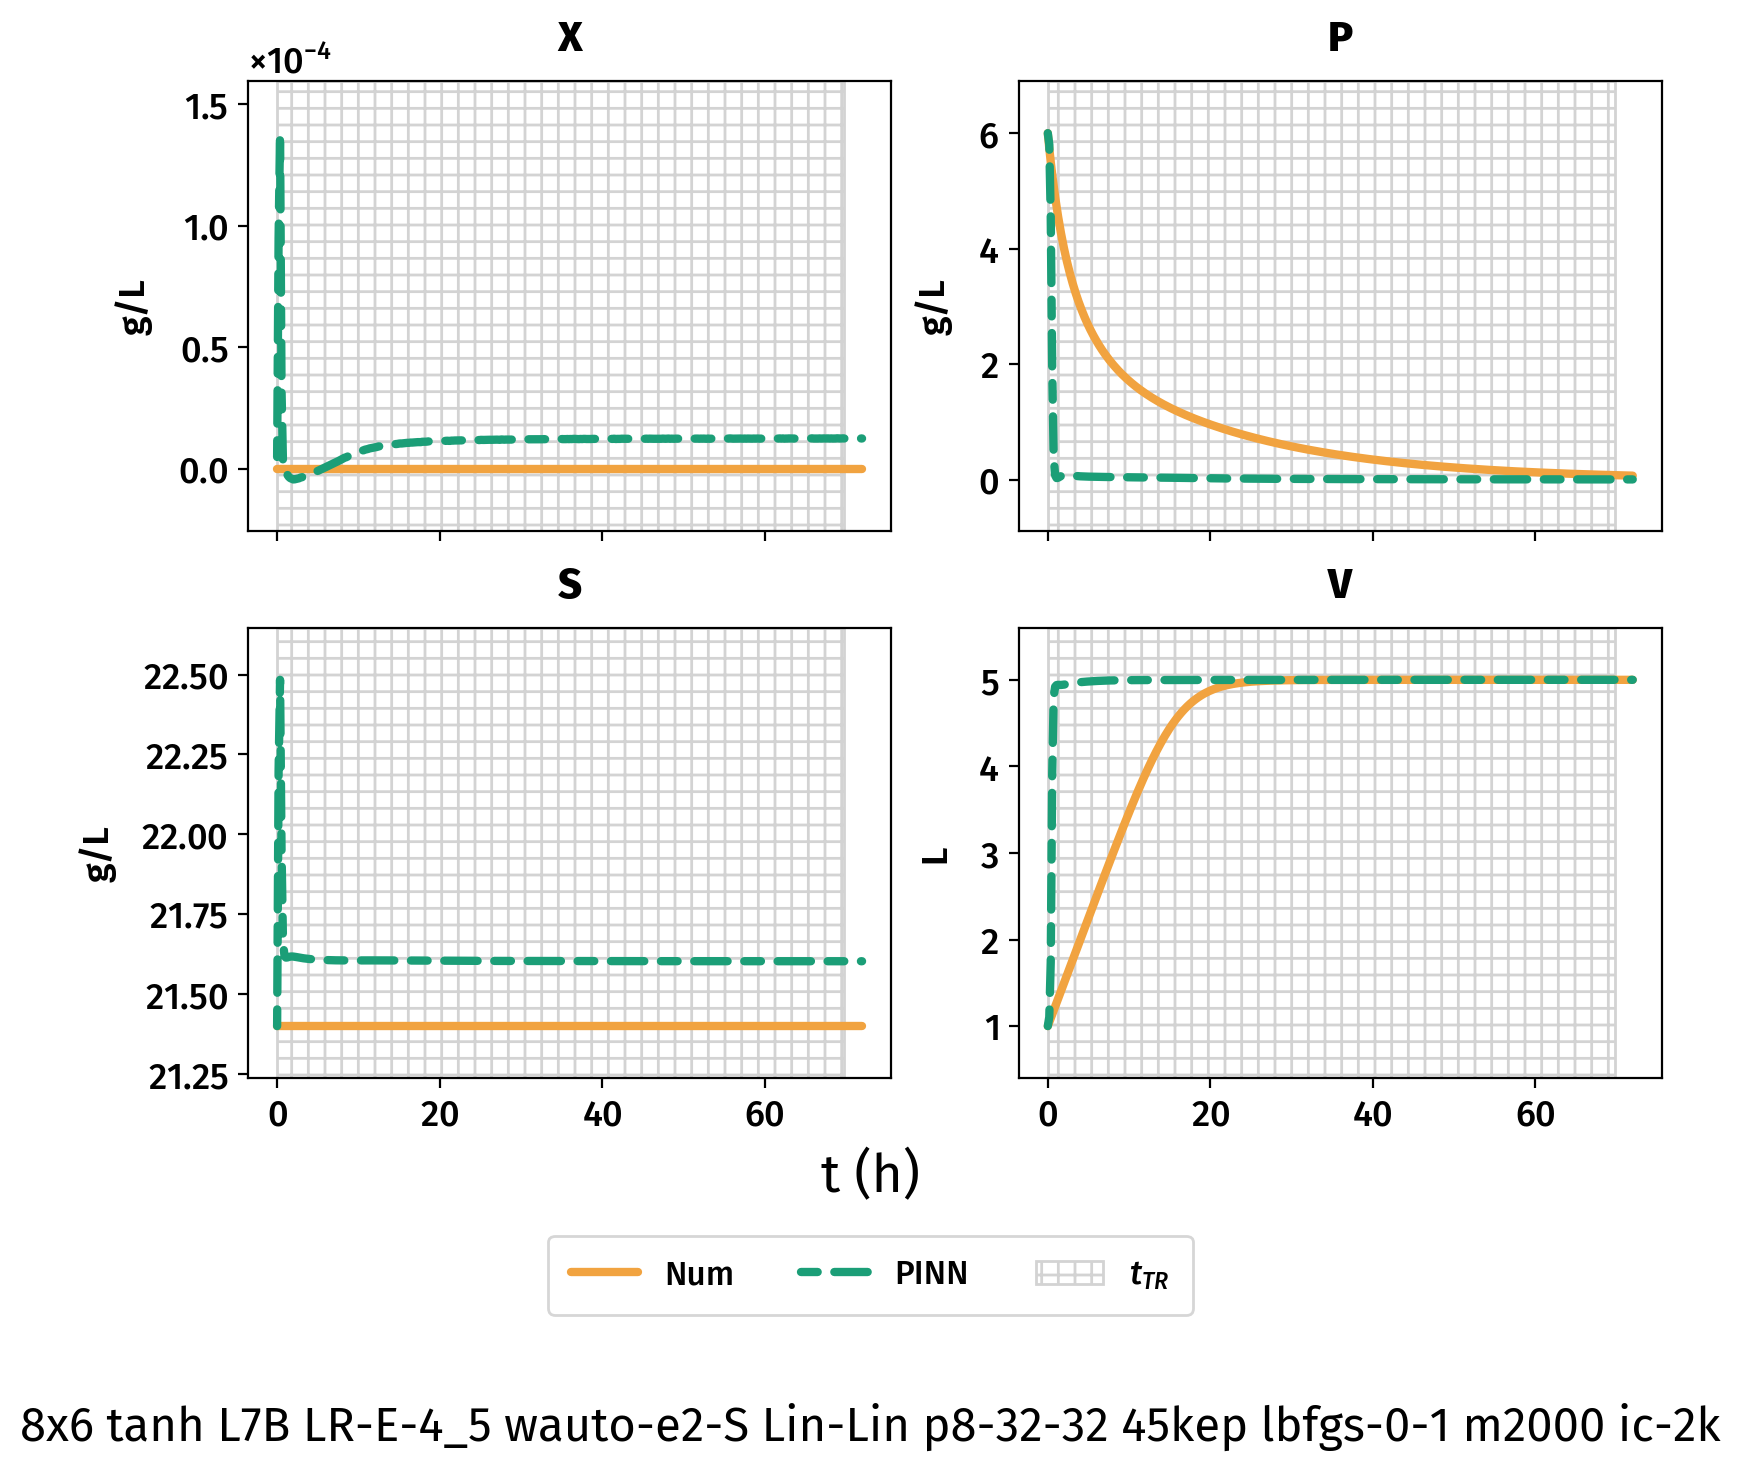 X
P
×10⁻⁴
1.5
1.0
0.5
0.0
g/L
6
4
2
0
g/L
S
V
22.50
22.25
22.00
21.75
21.50
21.25
g/L
0
20
40
60
5
4
3
2
1
L
0
20
40
60
t (h)
Num PINN t_TR
8x6 tanh L7B LR-E-4_5 wauto-e2-S Lin-Lin p8-32-32 45kep lbfgs-0-1 m2000 ic-2k